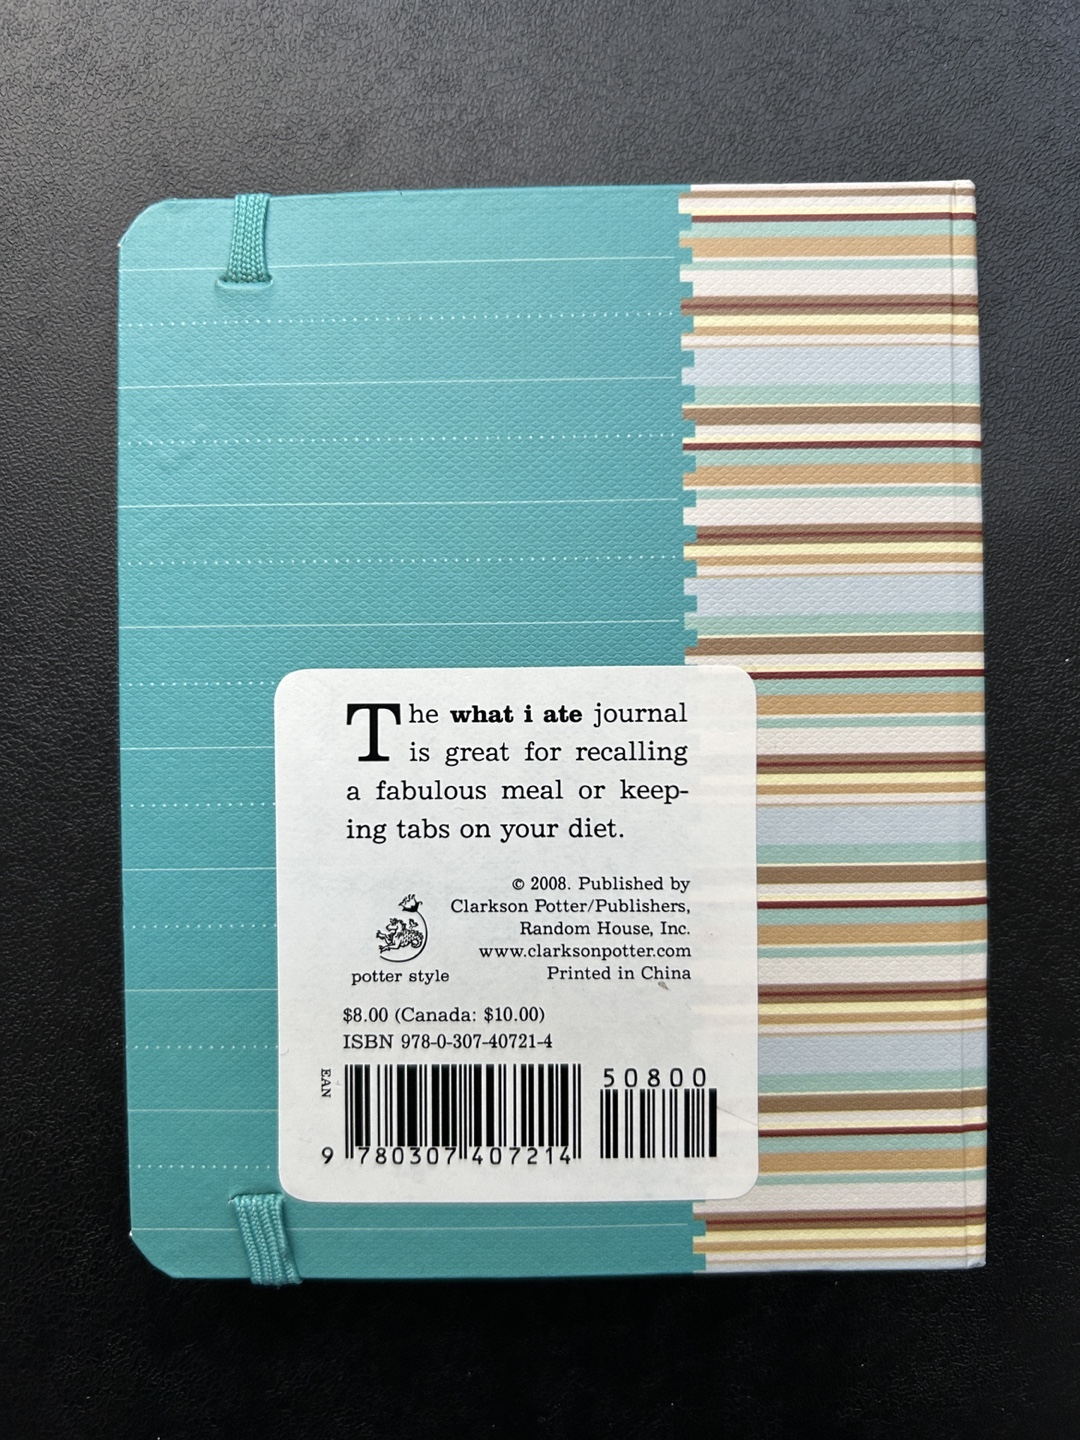 The what i ate journal
is great for recalling
a fabulous meal or keep-
ing tabs on your diet.
© 2008. Published by
Clarkson Potter/Publishers,
Random House, Inc.
www.clarksonpotter.com
Printed in China
potter style
$8.00 (Canada: $10.00)
ISBN 978-0-307-40721-4
EAN
50800
9 780307 407214